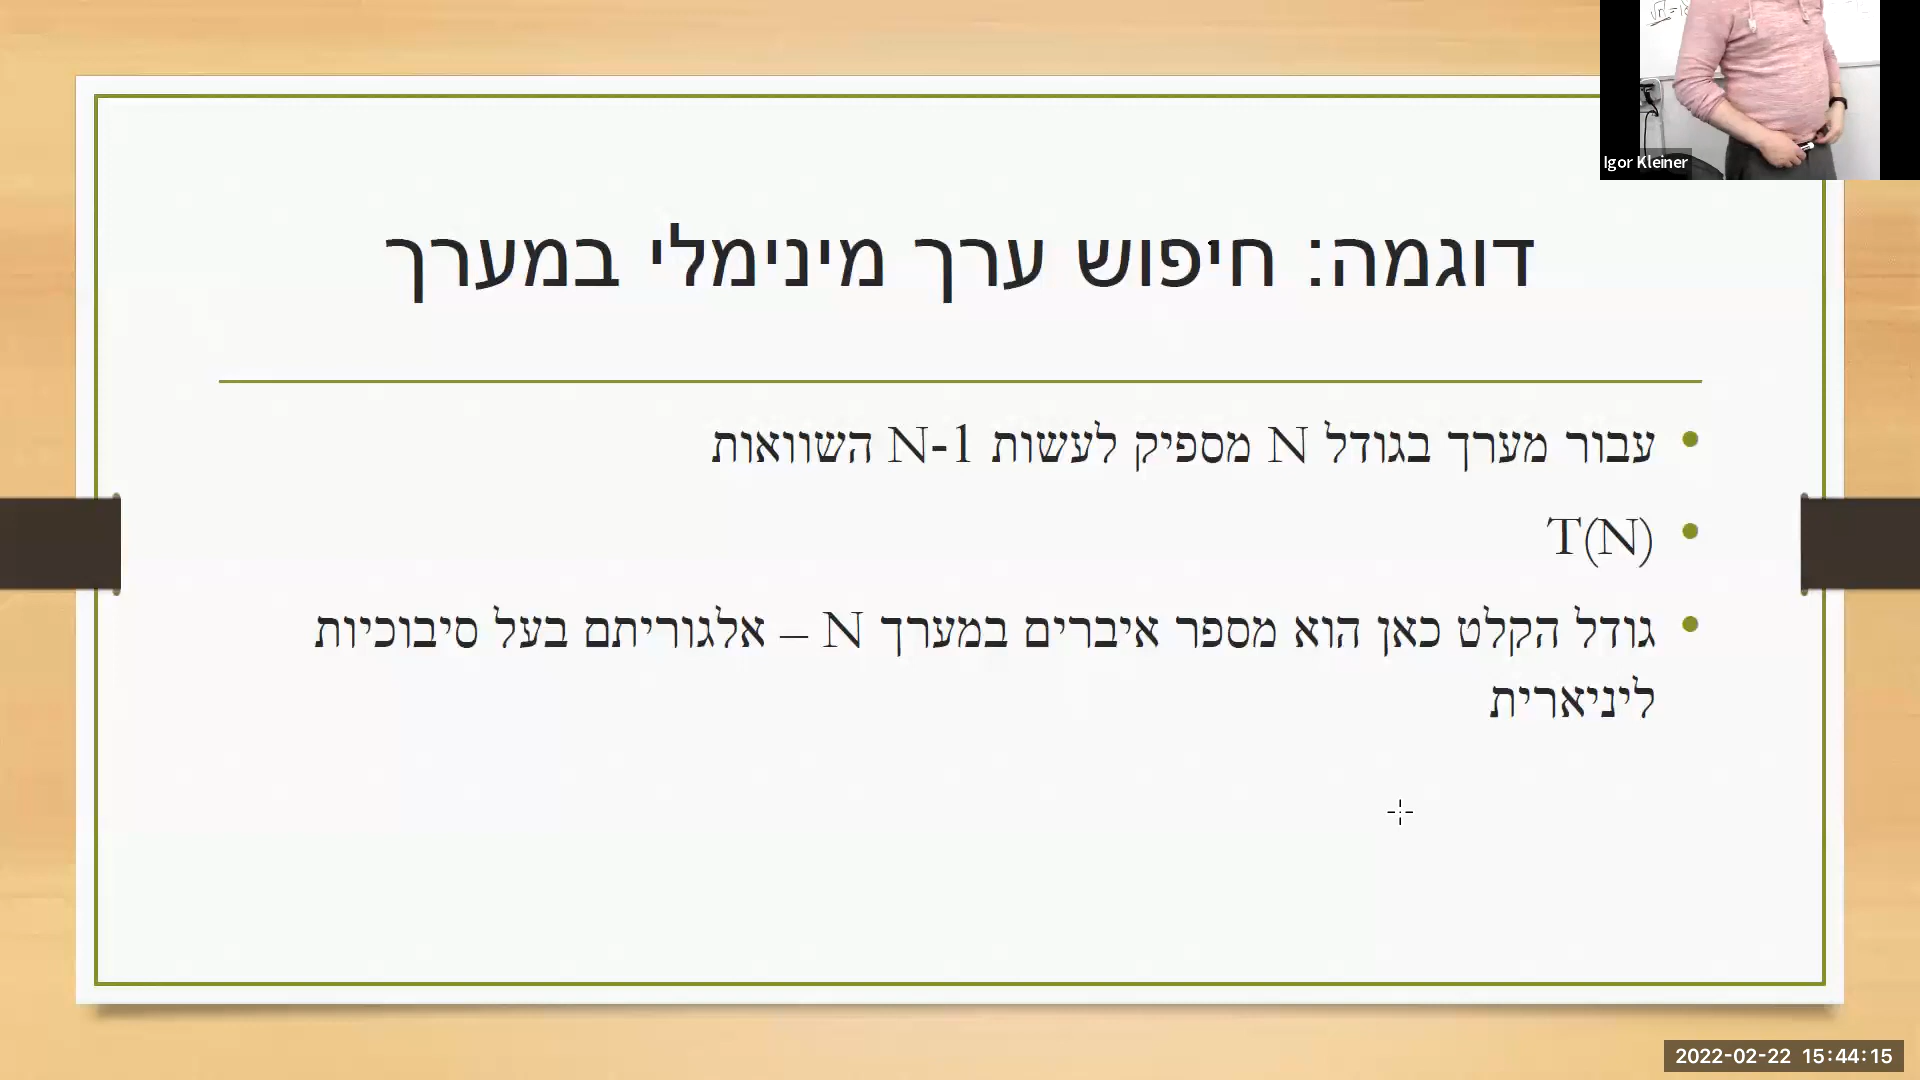 דוגמה: חיפוש ערך מינימלי במערך
עבור מערך בגודל N מספיק לעשות N-1 השוואות
T(N)
גודל הקלט כאן הוא מספר איברים במערך N – אלגוריתם בעל סיבוכיות
ליניארית
Igor Kleiner
2022-02-22 15:44:15